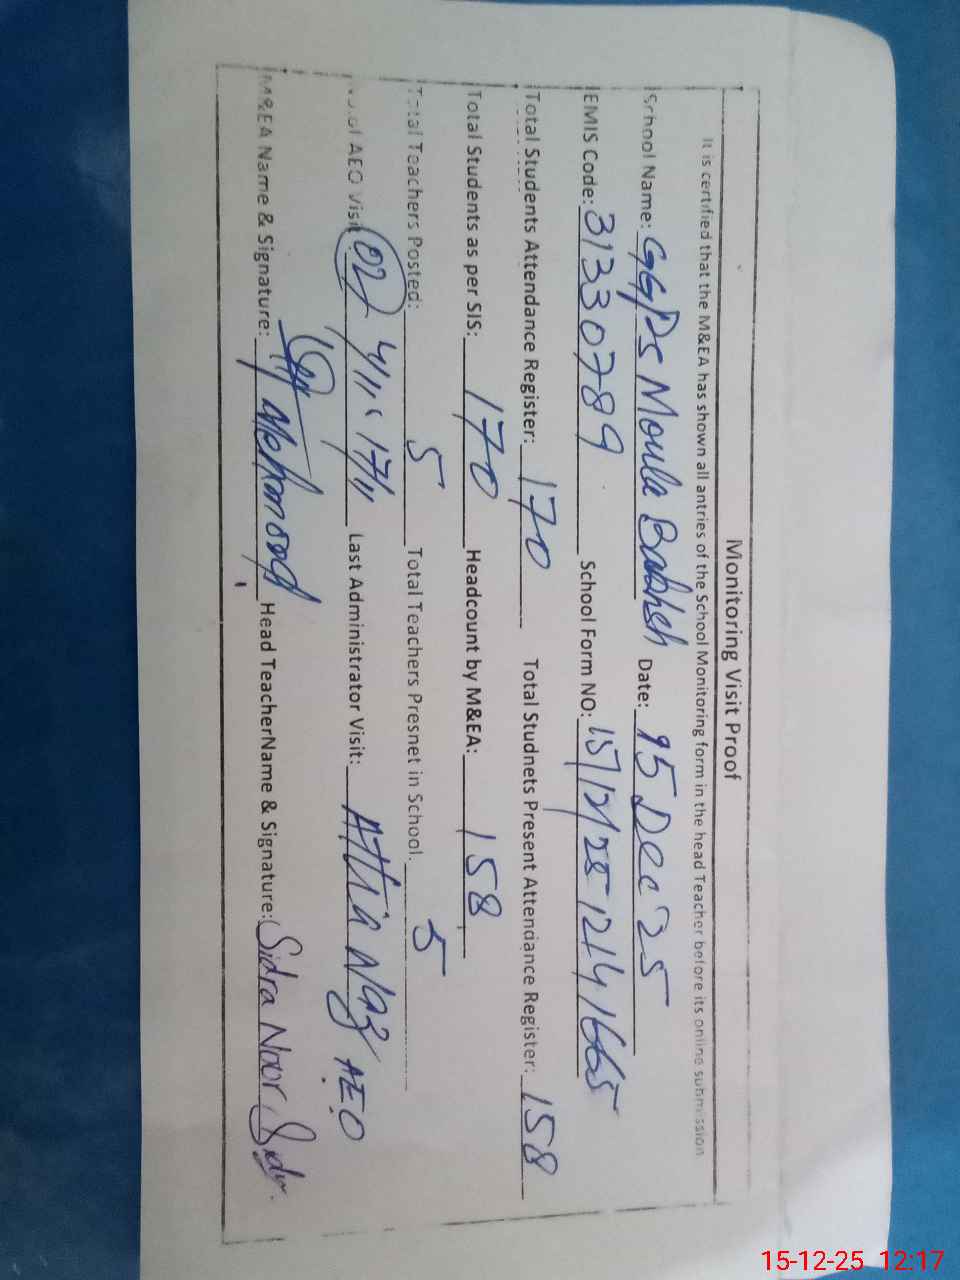 Monitoring Visit Proof
It is certified that the M&EA has shown all antries of the School Monitoring form in the head Teacher before its online submission
School Name: GGPS Moula Bakhsh Date: 15 Dec 25
EMIS Code: 31330789 School Form NO: 15/12/25 1214 1665
Total Students Attendance Register: 170 Total Studnets Present Attendance Register: 158
Total Students as per SIS: 170 Headcount by M&EA: 158
Total Teachers Posted: 5 Total Teachers Presnet in School. 5
AEO Visit 02 4/11, 17/11 Last Administrator Visit: Attia Naz AEO
M&EA Name & Signature: Mehmood Head TeacherName & Signature: Sidra Noor
15-12-25 12:17